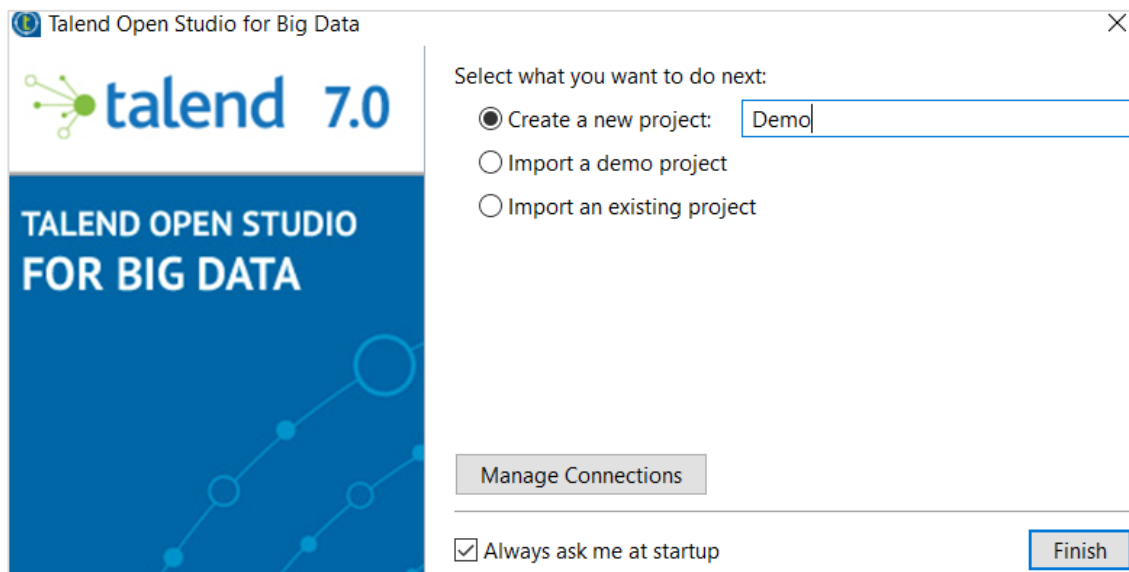 Talend Open Studio for Big Data
talend 7.0
TALEND OPEN STUDIO
FOR BIG DATA
Select what you want to do next:
Create a new project: Demo
Import a demo project
Import an existing project
Manage Connections
Always ask me at startup
Finish